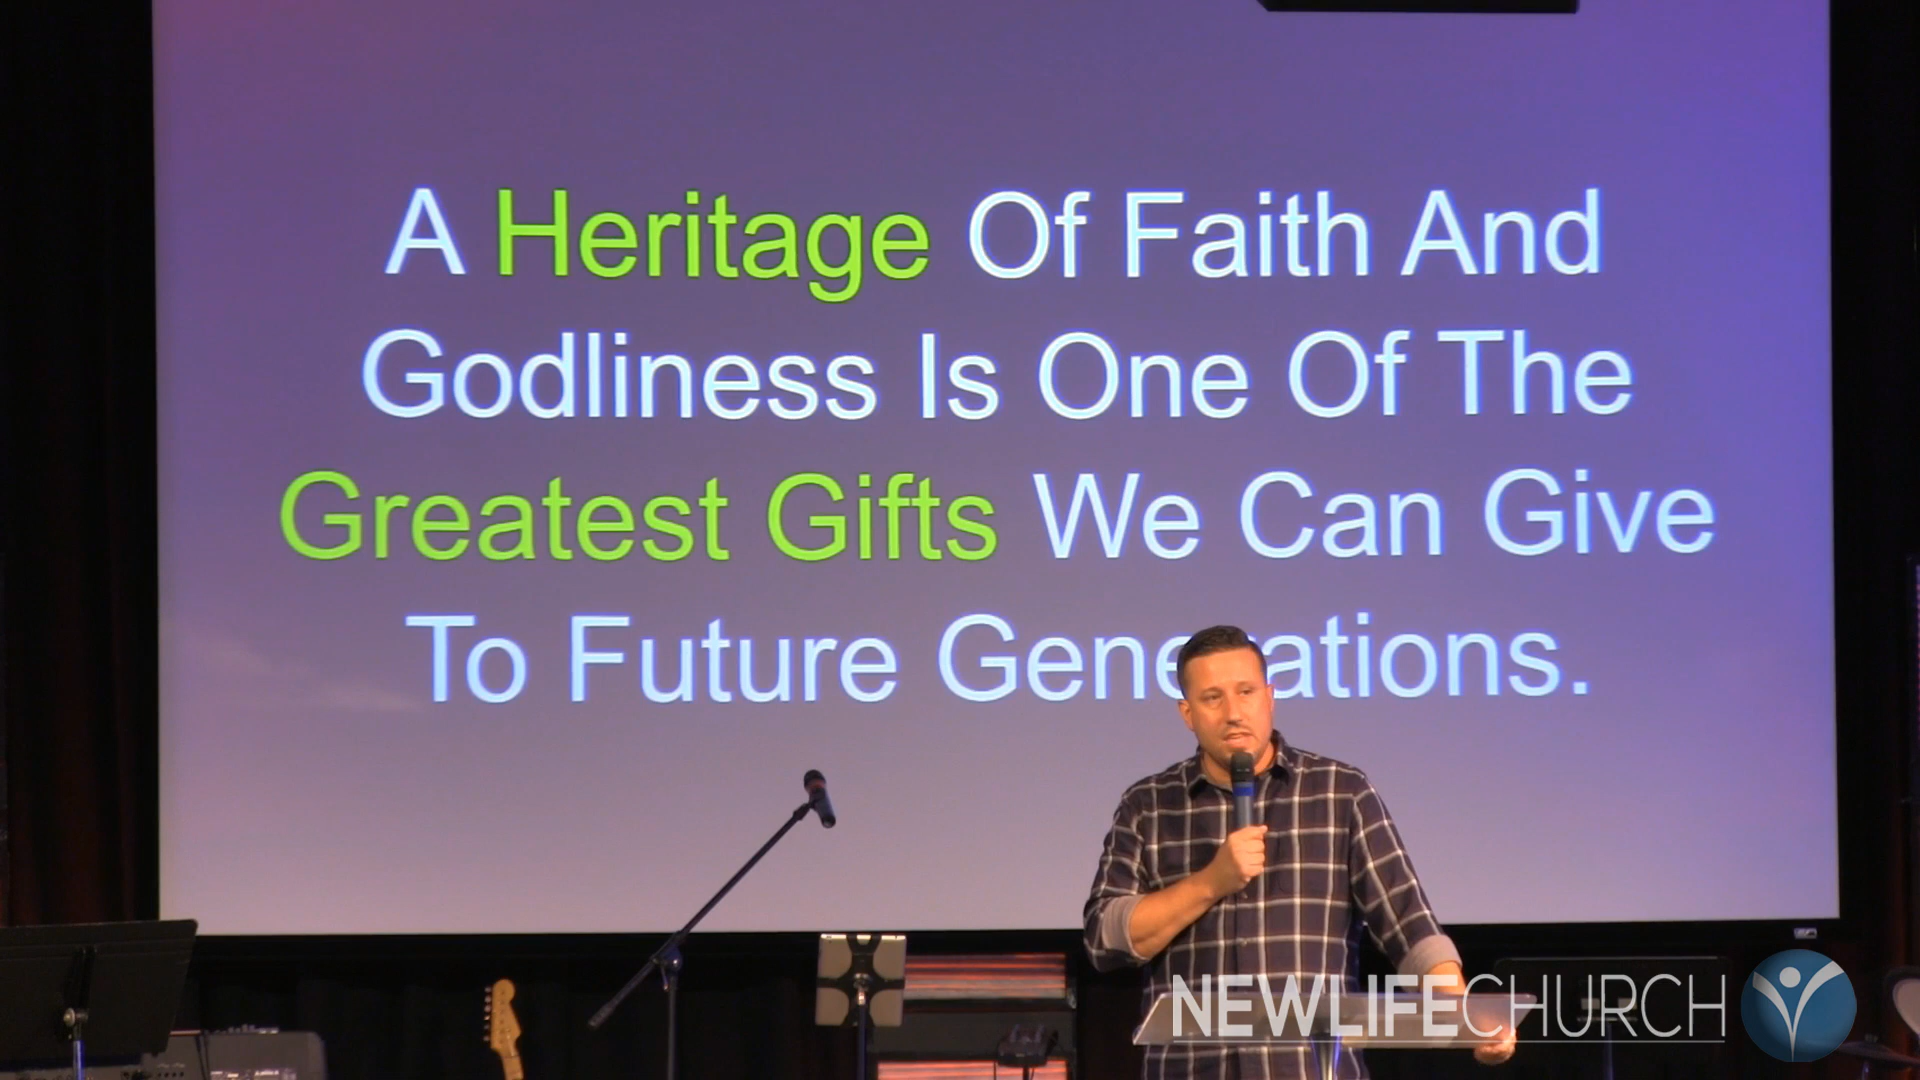 A Heritage Of Faith And
Godliness Is One Of The
Greatest Gifts We Can Give
To Future Generations.
NEWLIFECHURCH